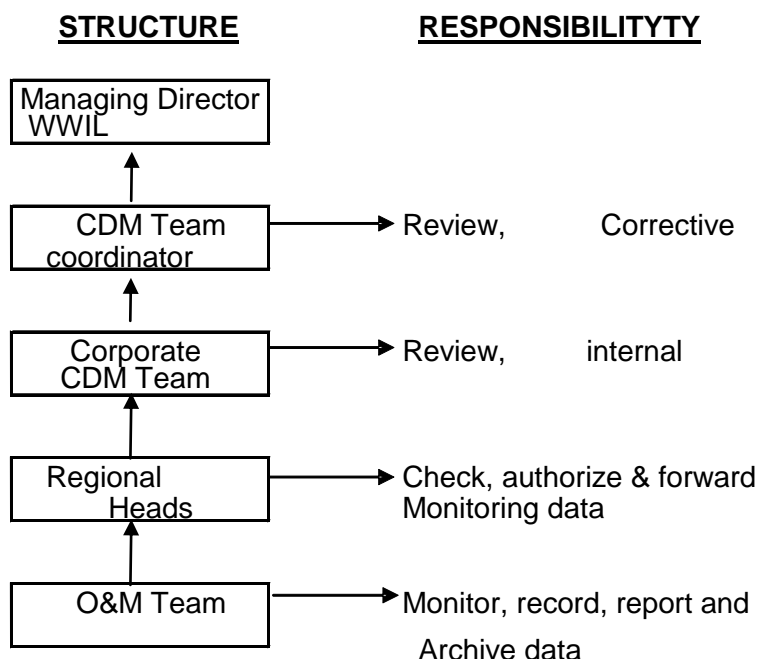 STRUCTURE RESPONSIBILITYTY
Managing Director
WWIL
CDM Team
coordinator
Review, Corrective
Corporate
CDM Team
Review, internal
Regional
Heads
Check, authorize & forward
Monitoring data
O&M Team
Monitor, record, report and
Archive data